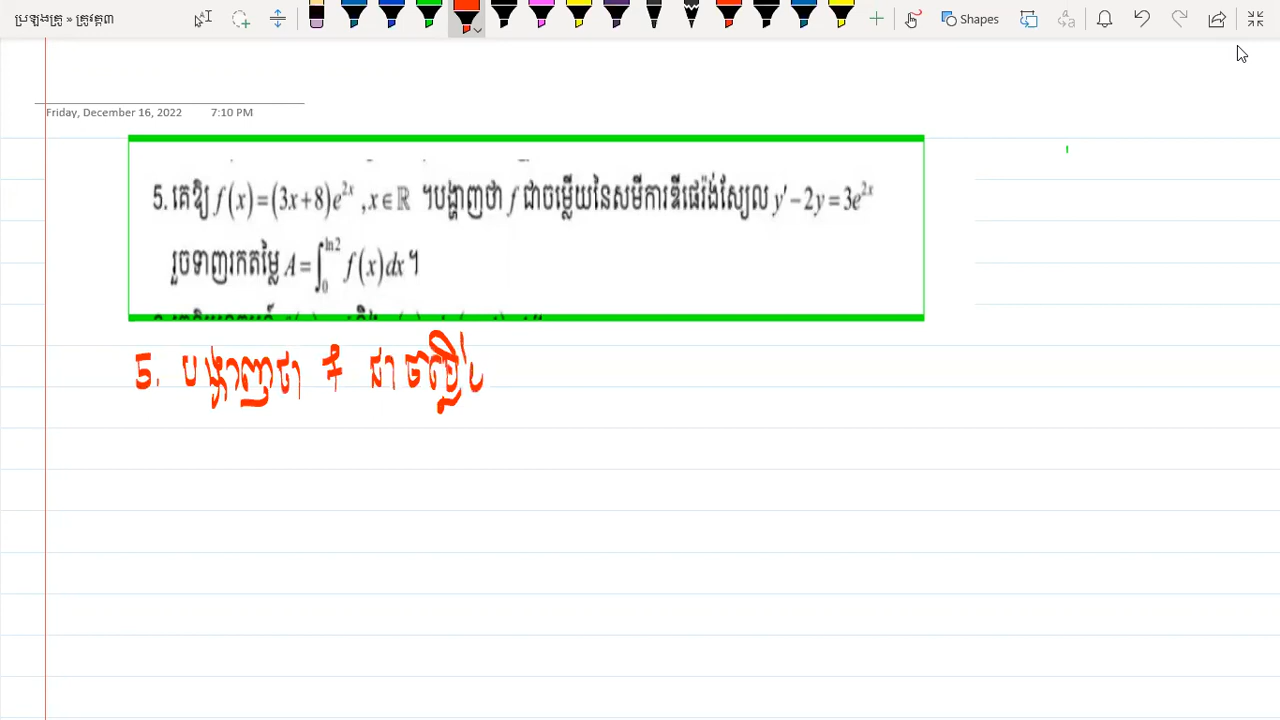 ប្រឡងគ្រូ » គ្រូវគ្គ៣
Shapes
Friday, December 16, 2022 7:10 PM
5. គេឱ្យ f(x)=(3x+8)e^{2x} ,x∈ℝ ។បង្ហាញថា f ជាចម្លើយនៃសមីការឌីផេរ៉ង់ស្យែល y′−2y=3e^{2x}
រួចទាញរកតម្លៃ A=∫_0^{ln2} f(x)dx។
5. បង្ហាញថា f ជាចម្លើយ